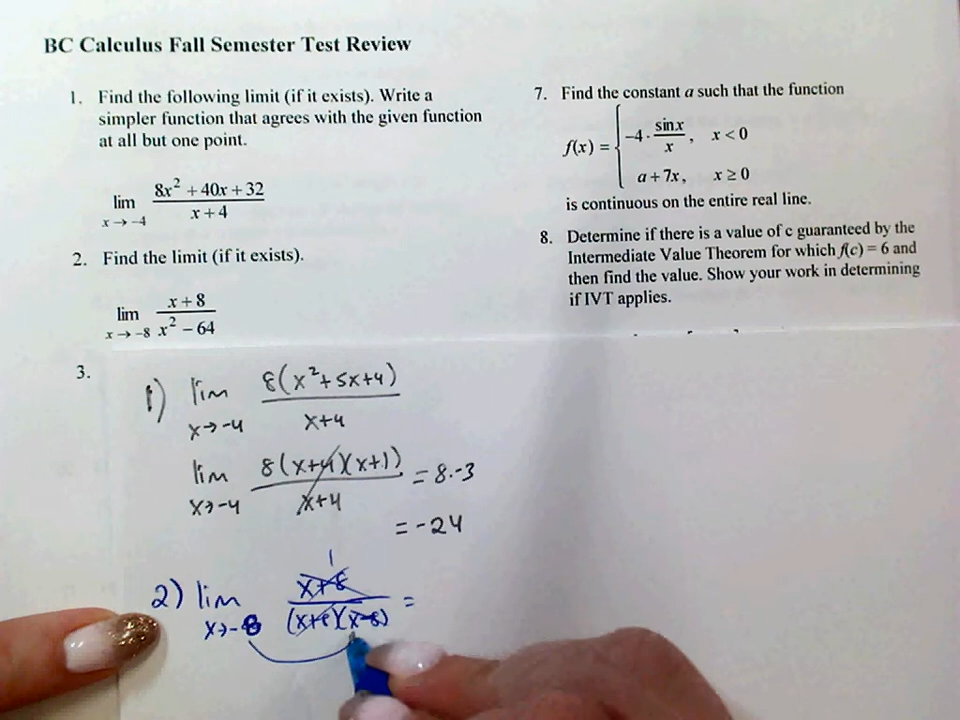 BC Calculus Fall Semester Test Review
1. Find the following limit (if it exists). Write a
simpler function that agrees with the given function
at all but one point.
lim x → -4 (8x² + 40x + 32)/(x + 4)
2. Find the limit (if it exists).
lim x → -8 (x + 8)/(x² - 64)
3.
1) lim x→-4 8(x²+5x+4)/(x+4)
lim x→-4 8(x+4)(x+1)/(x+4) = 8·-3
= -24
1
2) lim x→-8 (x+8)/((x+8)(x-8)) =
7. Find the constant a such that the function
f(x) = { -4 · sinx/x, x < 0
a + 7x, x ≥ 0
is continuous on the entire real line.
8. Determine if there is a value of c guaranteed by the
Intermediate Value Theorem for which f(c) = 6 and
then find the value. Show your work in determining
if IVT applies.